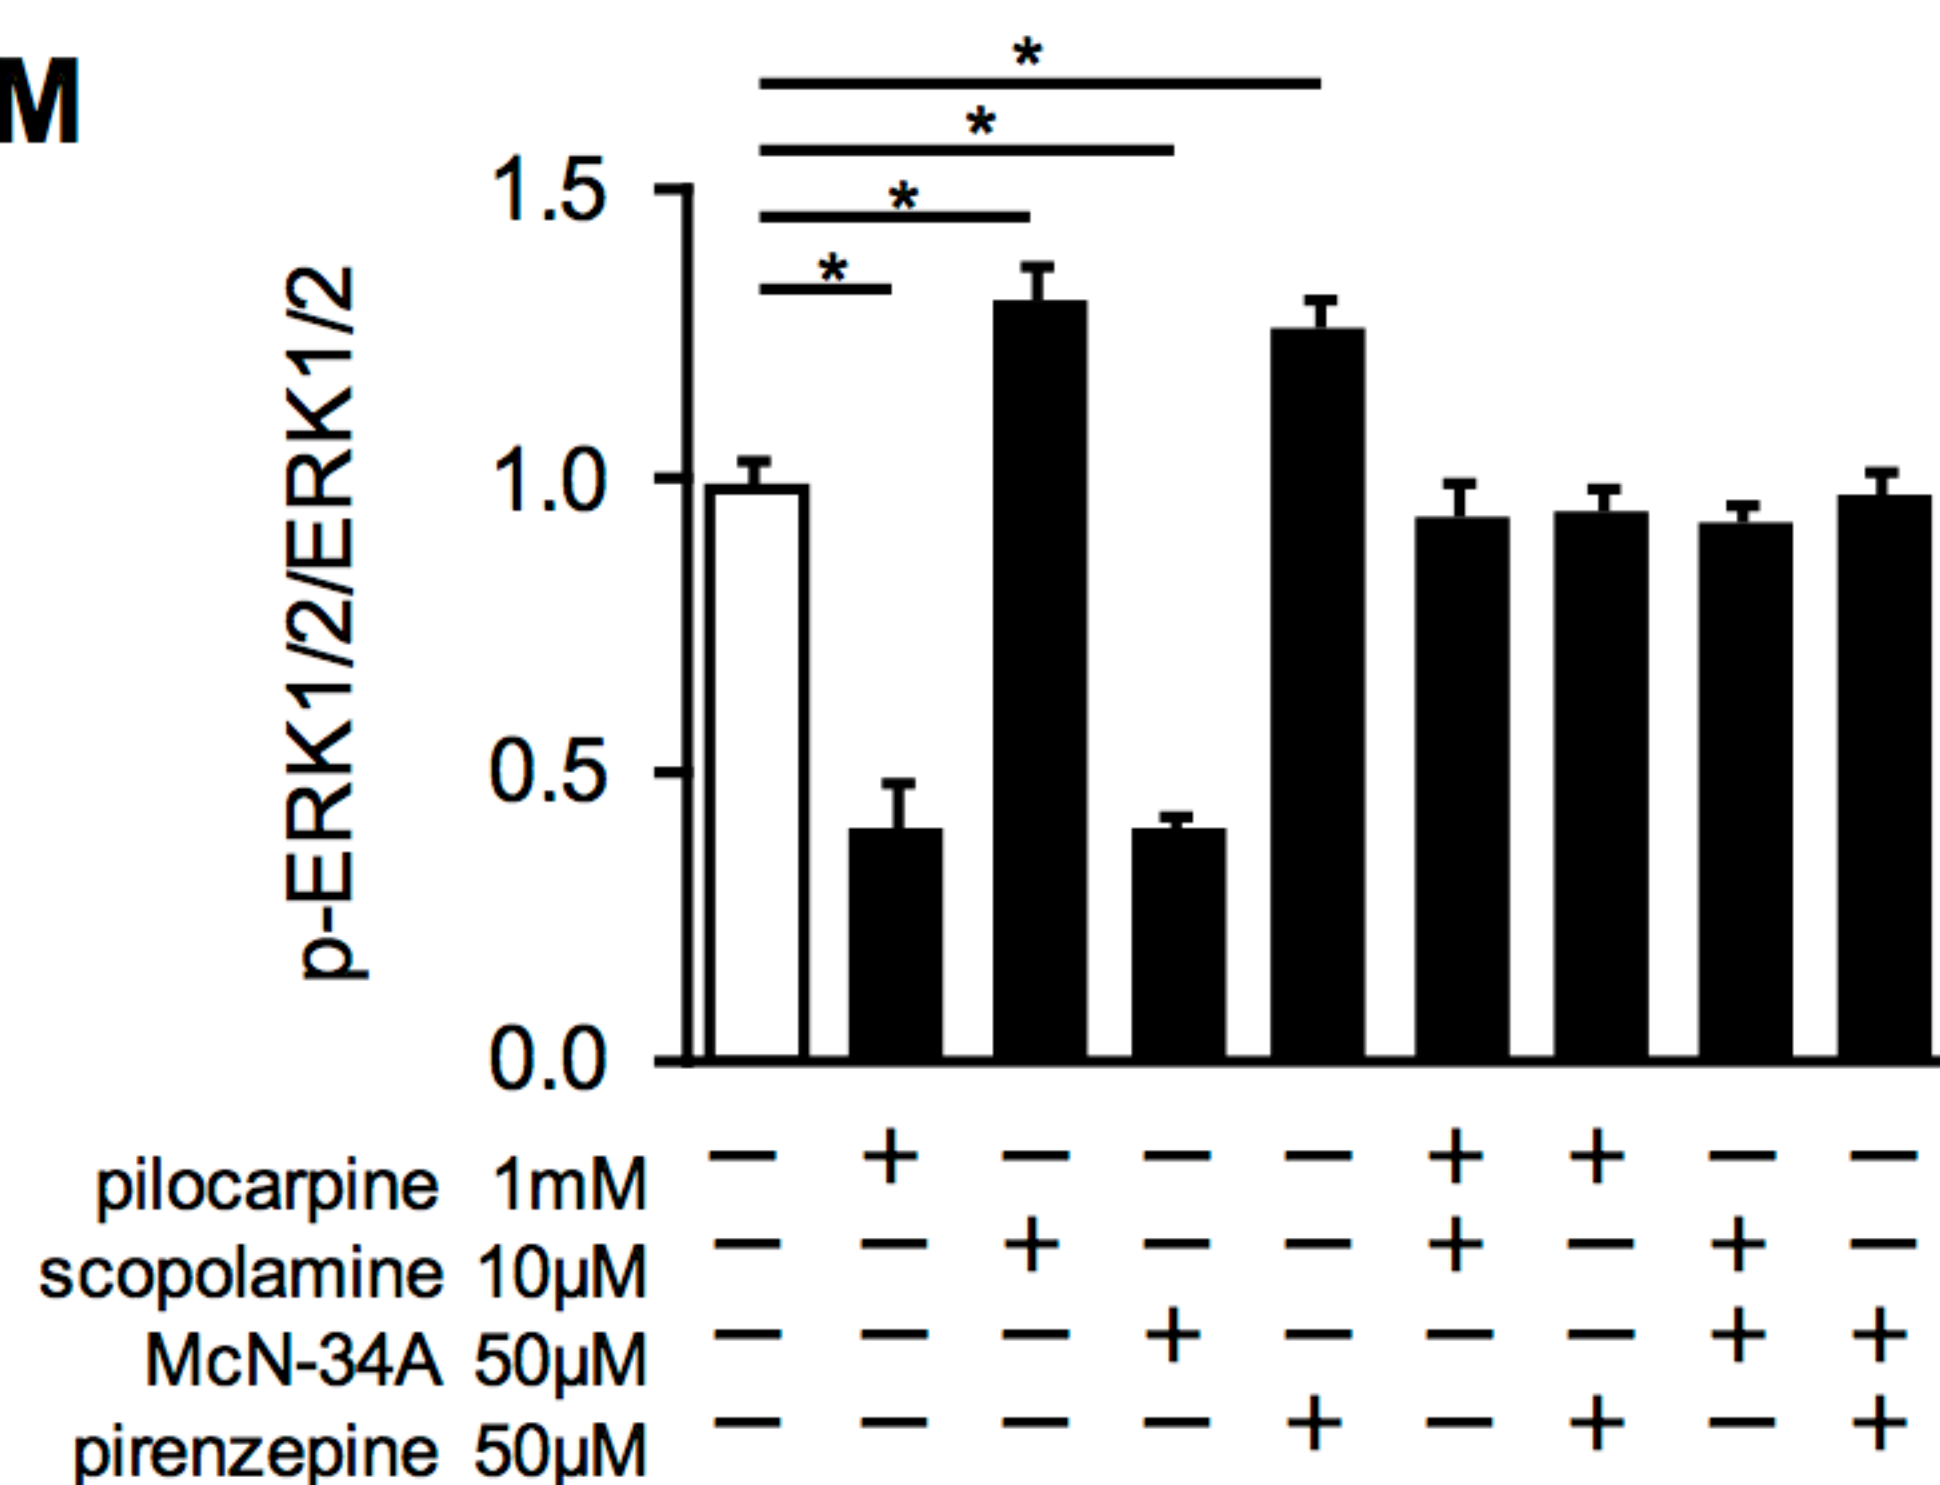 M
*
*
*
*
1.5
1.0
0.5
0.0
p-ERK1/2/ERK1/2
pilocarpine 1mM − + − − − + + − −
scopolamine 10µM − − + − − + − + −
McN-34A 50µM − − − + − − − + +
pirenzepine 50µM − − − − + − + − +